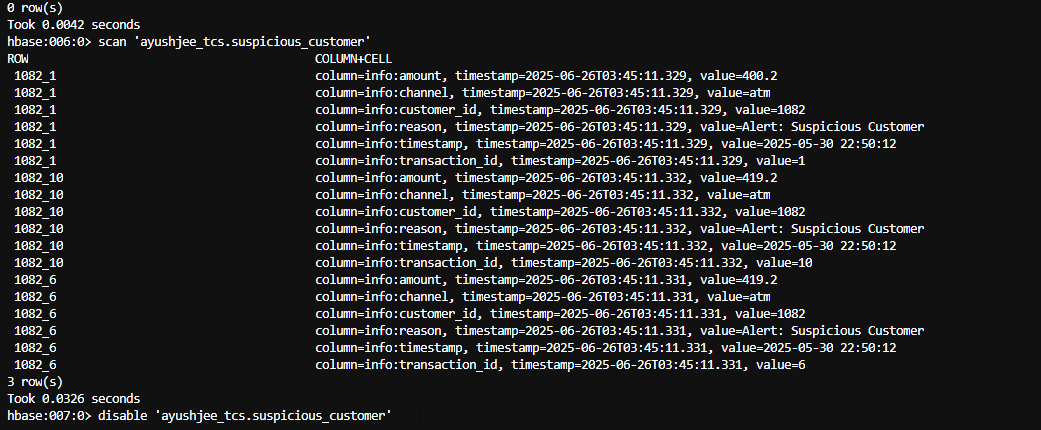 0 row(s)
Took 0.0042 seconds
hbase:006:0> scan 'ayushjee_tcs.suspicious_customer'
ROW COLUMN+CELL
1082_1 column=info:amount, timestamp=2025-06-26T03:45:11.329, value=400.2
1082_1 column=info:channel, timestamp=2025-06-26T03:45:11.329, value=atm
1082_1 column=info:customer_id, timestamp=2025-06-26T03:45:11.329, value=1082
1082_1 column=info:reason, timestamp=2025-06-26T03:45:11.329, value=Alert: Suspicious Customer
1082_1 column=info:timestamp, timestamp=2025-06-26T03:45:11.329, value=2025-05-30 22:50:12
1082_1 column=info:transaction_id, timestamp=2025-06-26T03:45:11.329, value=1
1082_10 column=info:amount, timestamp=2025-06-26T03:45:11.332, value=419.2
1082_10 column=info:channel, timestamp=2025-06-26T03:45:11.332, value=atm
1082_10 column=info:customer_id, timestamp=2025-06-26T03:45:11.332, value=1082
1082_10 column=info:reason, timestamp=2025-06-26T03:45:11.332, value=Alert: Suspicious Customer
1082_10 column=info:timestamp, timestamp=2025-06-26T03:45:11.332, value=2025-05-30 22:50:12
1082_10 column=info:transaction_id, timestamp=2025-06-26T03:45:11.332, value=10
1082_6 column=info:amount, timestamp=2025-06-26T03:45:11.331, value=419.2
1082_6 column=info:channel, timestamp=2025-06-26T03:45:11.331, value=atm
1082_6 column=info:customer_id, timestamp=2025-06-26T03:45:11.331, value=1082
1082_6 column=info:reason, timestamp=2025-06-26T03:45:11.331, value=Alert: Suspicious Customer
1082_6 column=info:timestamp, timestamp=2025-06-26T03:45:11.331, value=2025-05-30 22:50:12
1082_6 column=info:transaction_id, timestamp=2025-06-26T03:45:11.331, value=6
3 row(s)
Took 0.0326 seconds
hbase:007:0> disable 'ayushjee_tcs.suspicious_customer'